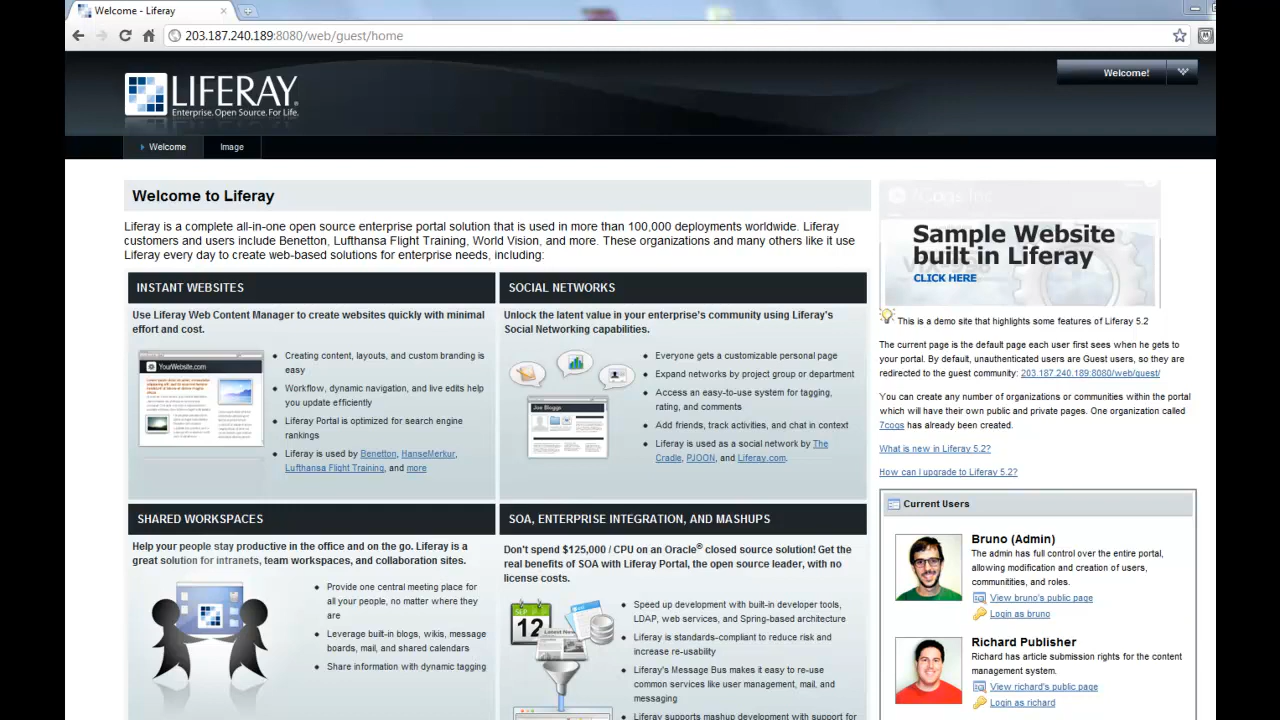 Welcome - Liferay
203.187.240.189:8080/web/guest/home
LIFERAY
Enterprise. Open Source. For Life.
Welcome!
Welcome
Image
Welcome to Liferay
Liferay is a complete all-in-one open source enterprise portal solution that is used in more than 100,000 deployments worldwide. Liferay
customers and users include Benetton, Lufthansa Flight Training, World Vision, and more. These organizations and many others like it use
Liferay every day to create web-based solutions for enterprise needs, including:
INSTANT WEBSITES
Use Liferay Web Content Manager to create websites quickly with minimal
effort and cost.
YourWebsite.com
Creating content, layouts, and custom branding is
easy
Workflow, dynamic navigation, and live edits help
you update efficiently
Liferay Portal is optimized for search engine
rankings
Liferay is used by Benetton, HanseMerkur,
Lufthansa Flight Training, and more
SOCIAL NETWORKS
Unlock the latent value in your enterprise's community using Liferay's
Social Networking capabilities.
Joe Bloggs
Everyone gets a customizable personal page
Expand networks by project group or department
Access an easy-to-use system for tagging,
rating, and comments
Add friends, track activities, and chat in context
Liferay is used as a social network by The
Cradle, PJOON, and Liferay.com.
SHARED WORKSPACES
Help your people stay productive in the office and on the go. Liferay is a
great solution for intranets, team workspaces, and collaboration sites.
Provide one central meeting place for
all your people, no matter where they
are
Leverage built-in blogs, wikis, message
boards, mail, and shared calendars
Share information with dynamic tagging
SOA, ENTERPRISE INTEGRATION, AND MASHUPS
Don't spend $125,000 / CPU on an Oracle® closed source solution! Get the
real benefits of SOA with Liferay Portal, the open source leader, with no
license costs.
SEP
12
Latest News
Speed up development with built-in developer tools,
LDAP, web services, and Spring-based architecture
Liferay is standards-compliant to reduce risk and
increase re-usability
Liferay's Message Bus makes it easy to re-use
common services like user management, mail, and
messaging
Liferay supports mashup development with support for
7Cogs Inc
Sample Website
built in Liferay
CLICK HERE
This is a demo site that highlights some features of Liferay 5.2
The current page is the default page each user first sees when he gets to
your portal. By default, unauthenticated users are Guest users, so they are
redirected to the guest community: 203.187.240.189:8080/web/guest/
You can create any number of organizations or communities within the portal
which will have their own public and private pages. One organization called
7cogs has already been created.
What is new in Liferay 5.2?
How can i upgrade to Liferay 5.2?
Current Users
Bruno (Admin)
The admin has full control over the entire portal,
allowing modification and creation of users,
communities, and roles.
View bruno's public page
Login as bruno
Richard Publisher
Richard has article submission rights for the content
management system.
View richard's public page
Login as richard